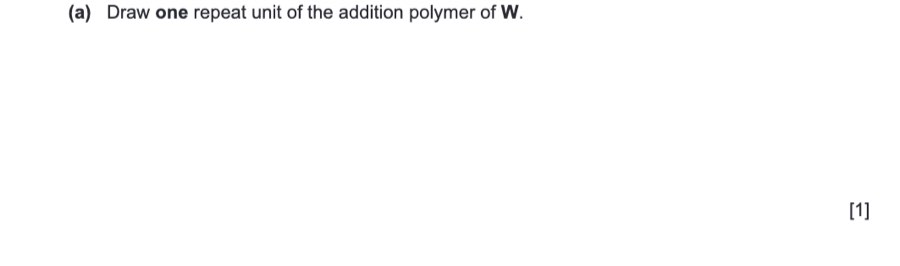 (a) Draw one repeat unit of the addition polymer of W.
[1]